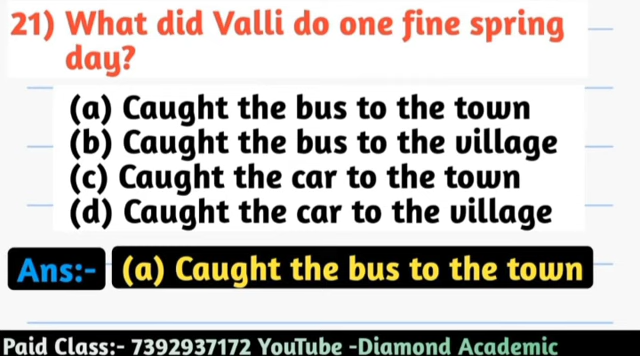 21) What did Valli do one fine spring
day?
(a) Caught the bus to the town
(b) Caught the bus to the village
(c) Caught the car to the town
(d) Caught the car to the village
Ans:- (a) Caught the bus to the town
Paid Class:- 7392937172 YouTube -Diamond Academic